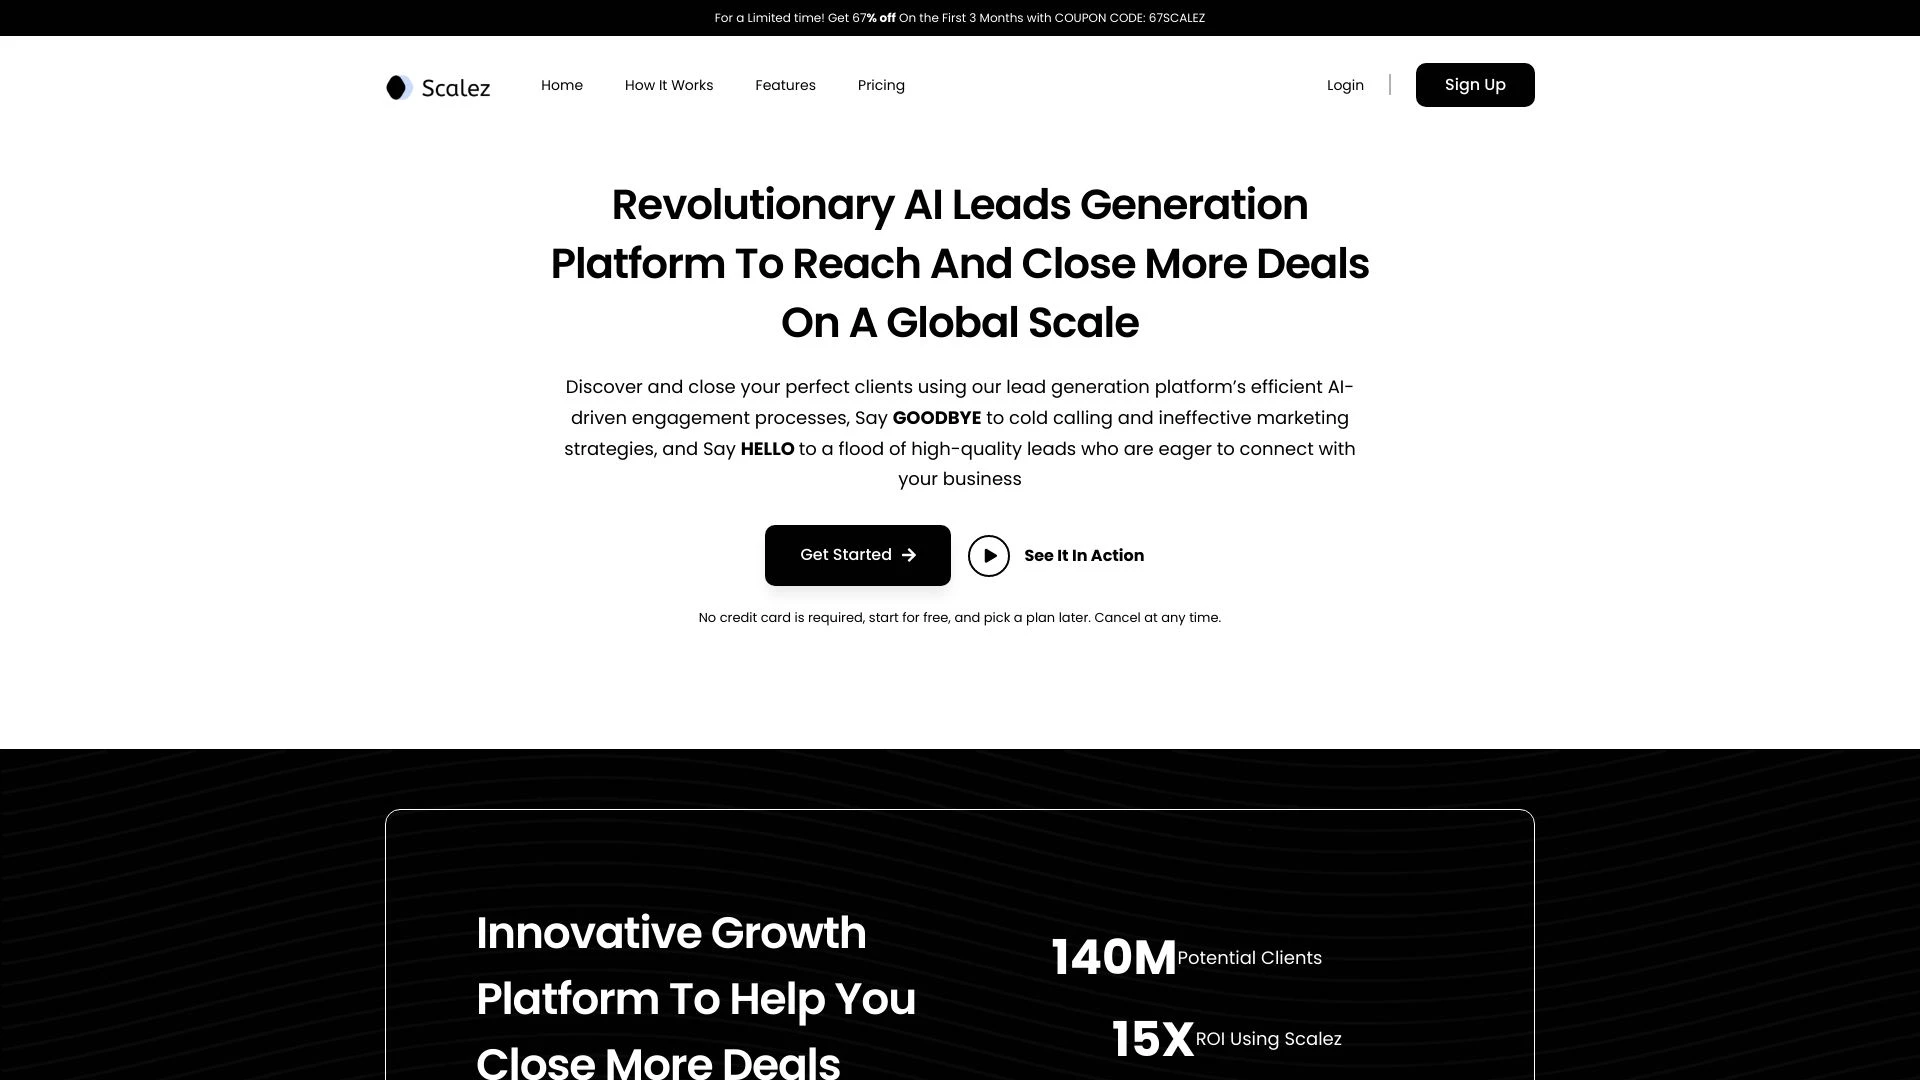 For a Limited time! Get 67% off On the First 3 Months with COUPON CODE: 67SCALEZ
Scalez
Home
How It Works
Features
Pricing
Login
Sign Up
Revolutionary AI Leads Generation
Platform To Reach And Close More Deals
On A Global Scale
Discover and close your perfect clients using our lead generation platform’s efficient AI-
driven engagement processes, Say GOODBYE to cold calling and ineffective marketing
strategies, and Say HELLO to a flood of high-quality leads who are eager to connect with
your business
Get Started
See It In Action
No credit card is required, start for free, and pick a plan later. Cancel at any time.
Innovative Growth
Platform To Help You
Close More Deals
140M Potential Clients
15X ROI Using Scalez